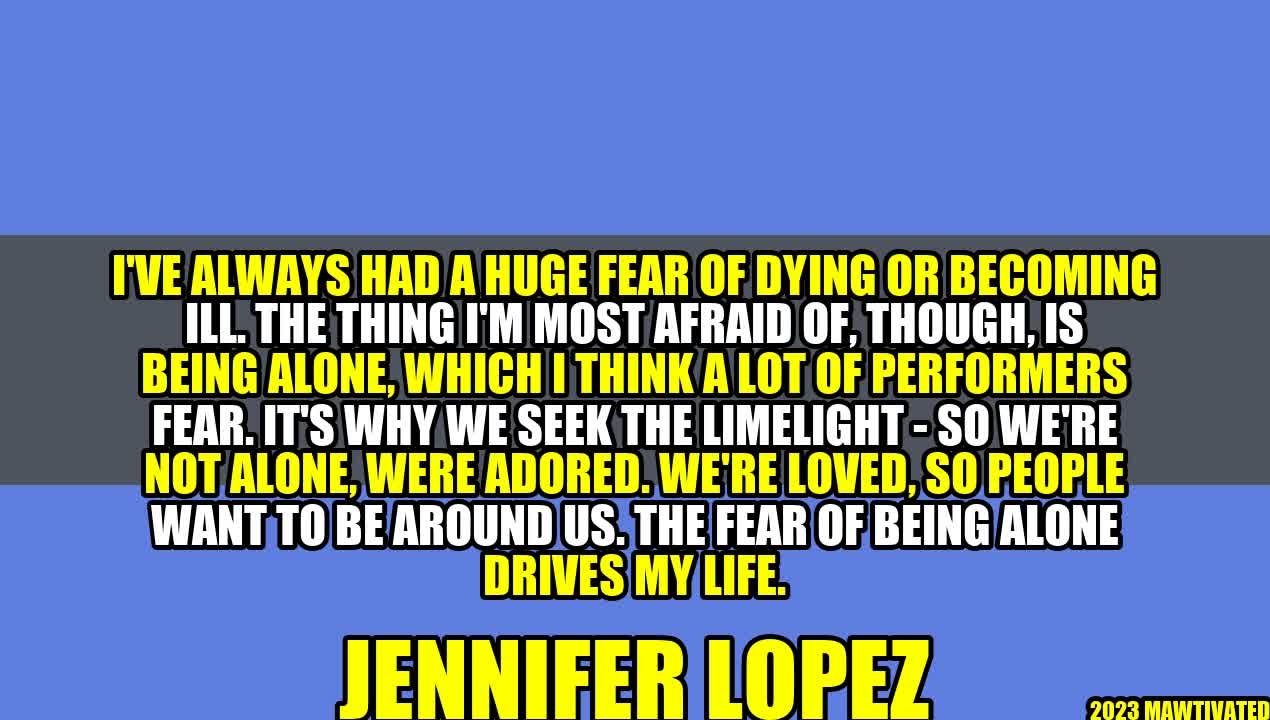 I'VE ALWAYS HAD A HUGE FEAR OF DYING OR BECOMING
ILL. THE THING I'M MOST AFRAID OF, THOUGH, IS
BEING ALONE, WHICH I THINK A LOT OF PERFORMERS
FEAR. IT'S WHY WE SEEK THE LIMELIGHT - SO WE'RE
NOT ALONE, WERE ADORED. WE'RE LOVED, SO PEOPLE
WANT TO BE AROUND US. THE FEAR OF BEING ALONE
DRIVES MY LIFE.
JENNIFER LOPEZ
2023 MAWTIVATED